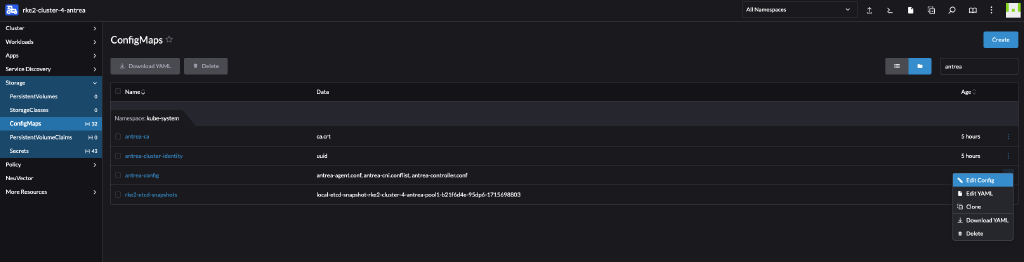 rke2-cluster-4-antrea
All Namespaces
Cluster
Workloads
Apps
Service Discovery
Storage
PersistentVolumes 0
StorageClasses 0
ConfigMaps 32
PersistentVolumeClaims 0
Secrets 43
Policy
NeuVector
More Resources
ConfigMaps
Create
Download YAML
Delete
antrea
Name Data Age
Namespace: kube-system
antrea-ca ca.crt 5 hours
antrea-cluster-identity uuid 5 hours
antrea-config antrea-agent.conf, antrea-cni.conflist, antrea-controller.conf
rke2-etcd-snapshots local-etcd-snapshot-rke2-cluster-4-antrea-pool1-b21f6d4e-95dp6-1715698803
Edit Config
Edit YAML
Clone
Download YAML
Delete